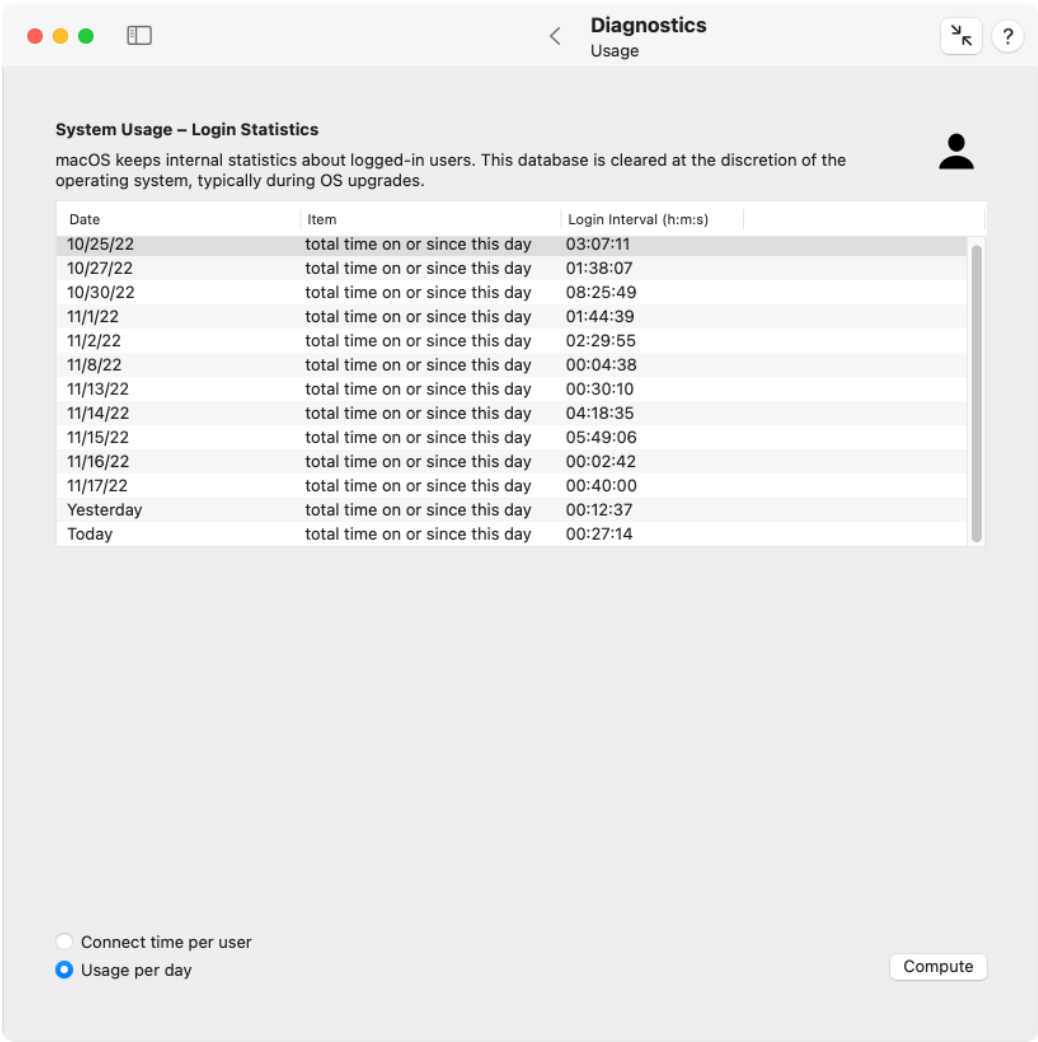 Diagnostics
Usage
?
System Usage – Login Statistics
macOS keeps internal statistics about logged-in users. This database is cleared at the discretion of the
operating system, typically during OS upgrades.
Date Item Login Interval (h:m:s)
10/25/22 total time on or since this day 03:07:11
10/27/22 total time on or since this day 01:38:07
10/30/22 total time on or since this day 08:25:49
11/1/22 total time on or since this day 01:44:39
11/2/22 total time on or since this day 02:29:55
11/8/22 total time on or since this day 00:04:38
11/13/22 total time on or since this day 00:30:10
11/14/22 total time on or since this day 04:18:35
11/15/22 total time on or since this day 05:49:06
11/16/22 total time on or since this day 00:02:42
11/17/22 total time on or since this day 00:40:00
Yesterday total time on or since this day 00:12:37
Today total time on or since this day 00:27:14
Connect time per user
Usage per day
Compute